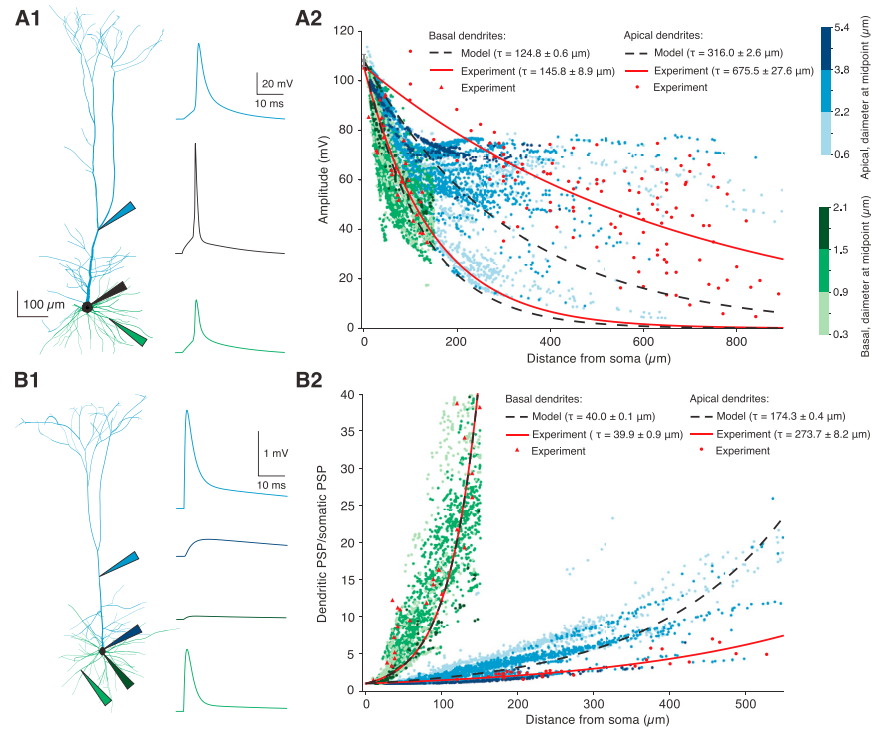 A1
20 mV
10 ms
100 µm
A2
Basal dendrites:
Model (τ = 124.8 ± 0.6 µm)
Experiment (τ = 145.8 ± 8.9 µm)
Experiment
Apical dendrites:
Model (τ = 316.0 ± 2.6 µm)
Experiment (τ = 675.5 ± 27.6 µm)
Experiment
120
100
80
60
40
20
0
Amplitude (mV)
0
200
400
600
800
Distance from soma (µm)
5.4
3.8
2.2
0.6
Apical, daimeter at midpoint (µm)
2.1
1.5
0.9
0.3
Basal, daimeter at midpoint (µm)
B1
1 mV
10 ms
B2
Basal dendrites:
Model (τ = 40.0 ± 0.1 µm)
Experiment ( τ = 39.9 ± 0.9 µm)
Experiment
Apical dendrites:
Model (τ = 174.3 ± 0.4 µm)
Experiment (τ = 273.7 ± 8.2 µm)
Experiment
40
35
30
25
20
15
10
5
0
Dendritic PSP/somatic PSP
0
100
200
300
400
500
Distance from soma (µm)